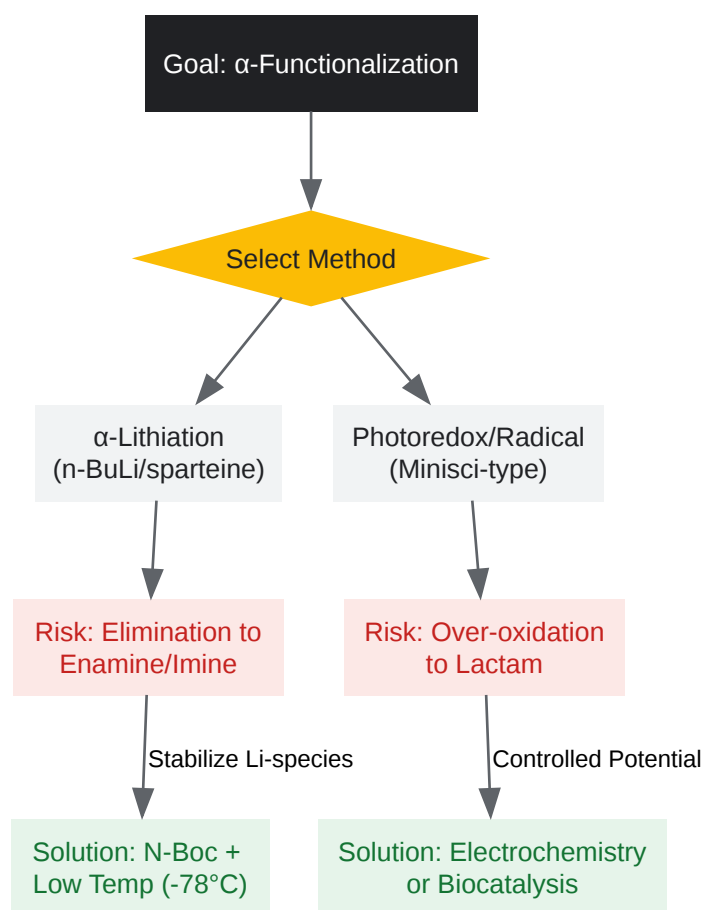 Goal: α-Functionalization
Select Method
α-Lithiation
(n-BuLi/sparteine)
Photoredox/Radical
(Minisci-type)
Risk: Elimination to
Enamine/Imine
Risk: Over-oxidation
to Lactam
Stabilize Li-species
Controlled Potential
Solution: N-Boc +
Low Temp (-78°C)
Solution: Electrochemistry
or Biocatalysis